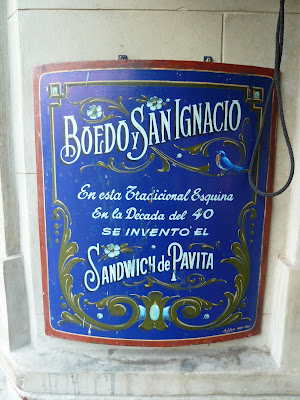 BOEDO Y SAN IGNACIO
En esta Tradicional Esquina
En la Década del 40
SE INVENTÓ EL
SANDWICH de PAVITA